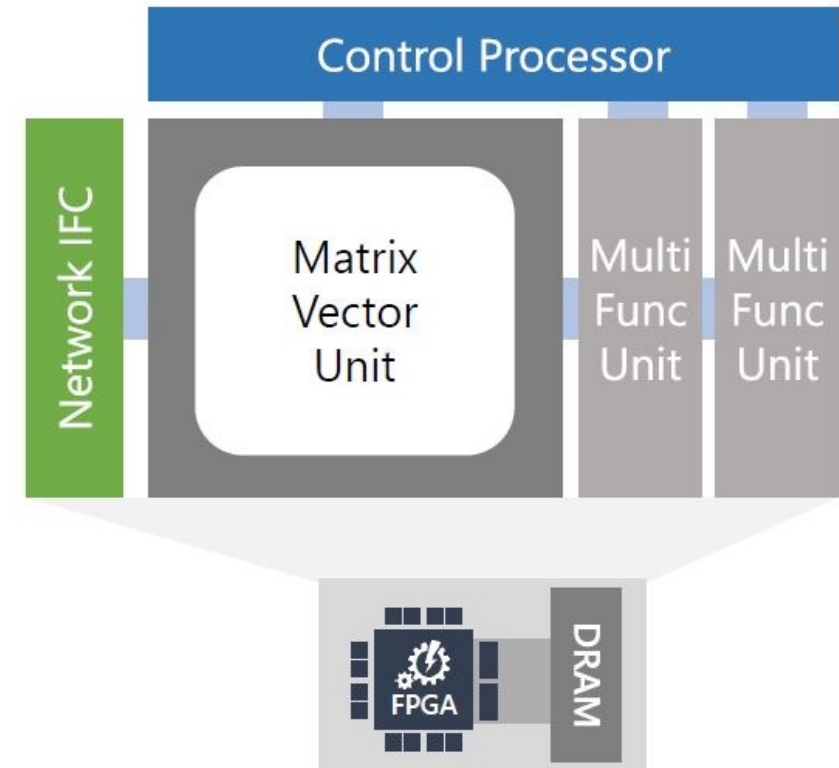 Control Processor
Network IFC
Matrix
Vector
Unit
Multi
Func
Unit
Multi
Func
Unit
FPGA
DRAM